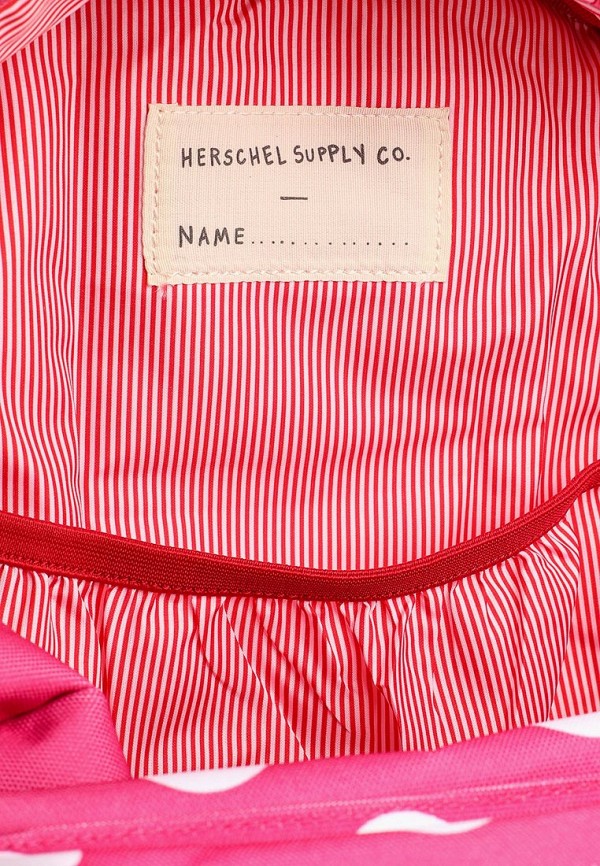 HERSCHEL SUPPLY CO.
—
NAME..............